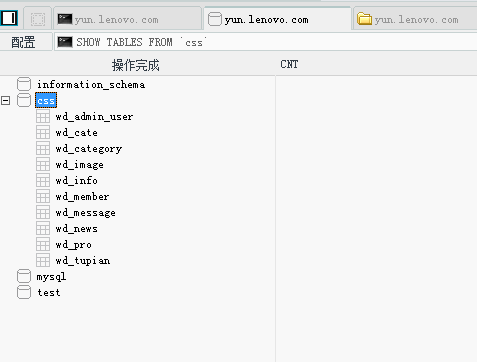 yun.lenovo.com yun.lenovo.com yun.lenovo.com
配置 SHOW TABLES FROM `css`
操作完成 CNT
information_schema
css
wd_admin_user
wd_cate
wd_category
wd_image
wd_info
wd_member
wd_message
wd_news
wd_pro
wd_tupian
mysql
test